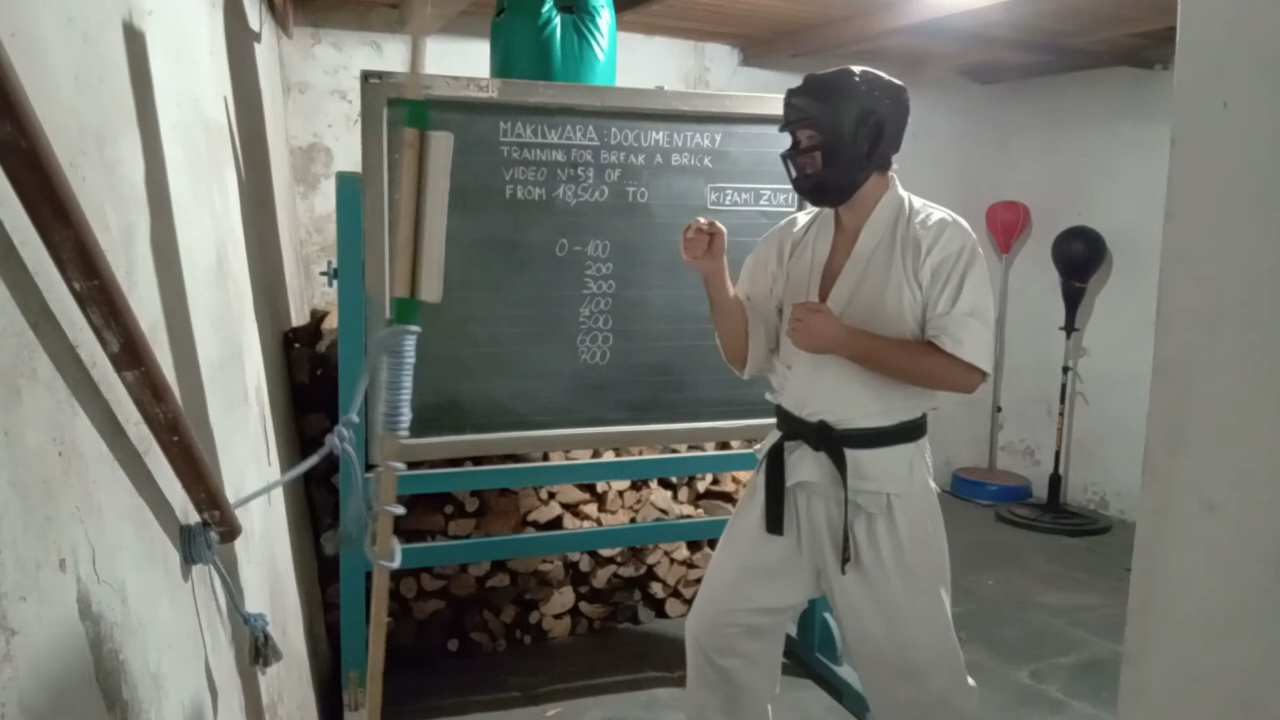 MAKIWARA : DOCUMENTARY
TRAINING FOR BREAK A BRICK
VIDEO N°59 OF...
FROM 18,500 TO
KIZAMI ZUKI
0-100
200
300
400
500
600
700